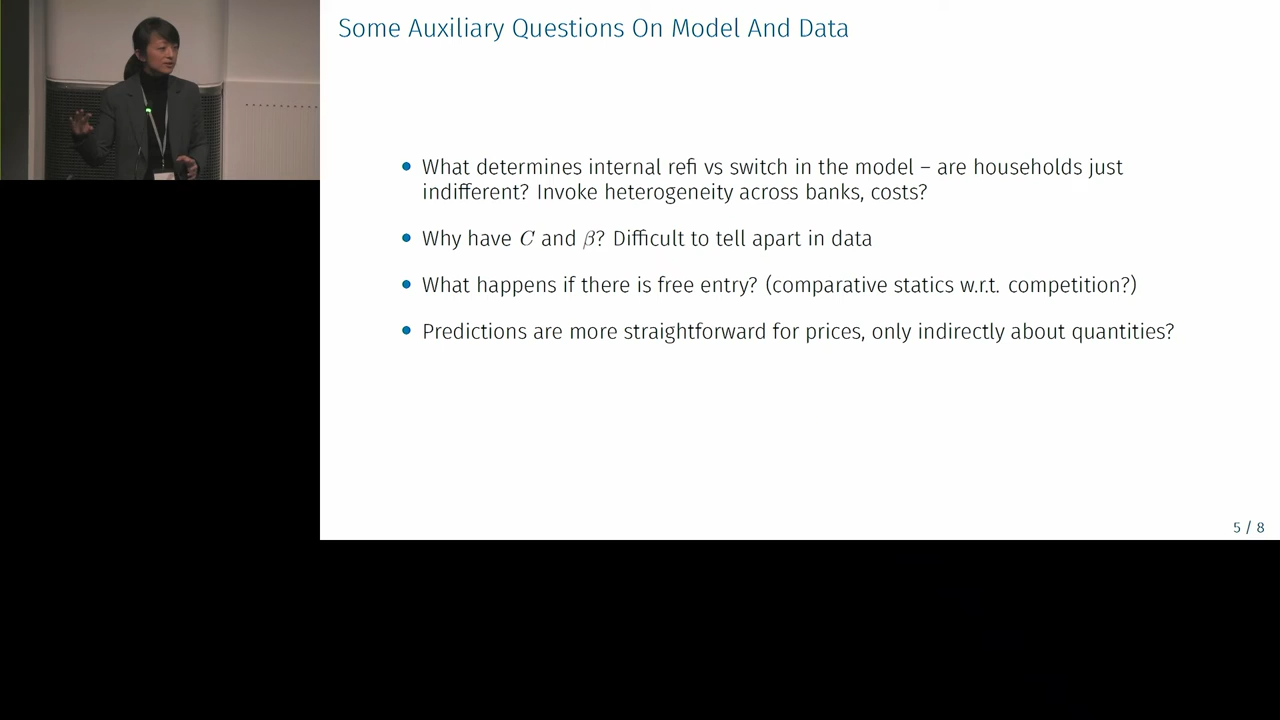 Some Auxiliary Questions On Model And Data
• What determines internal refi vs switch in the model – are households just
indifferent? Invoke heterogeneity across banks, costs?
• Why have C and β? Difficult to tell apart in data
• What happens if there is free entry? (comparative statics w.r.t. competition?)
• Predictions are more straightforward for prices, only indirectly about quantities?
5 / 8